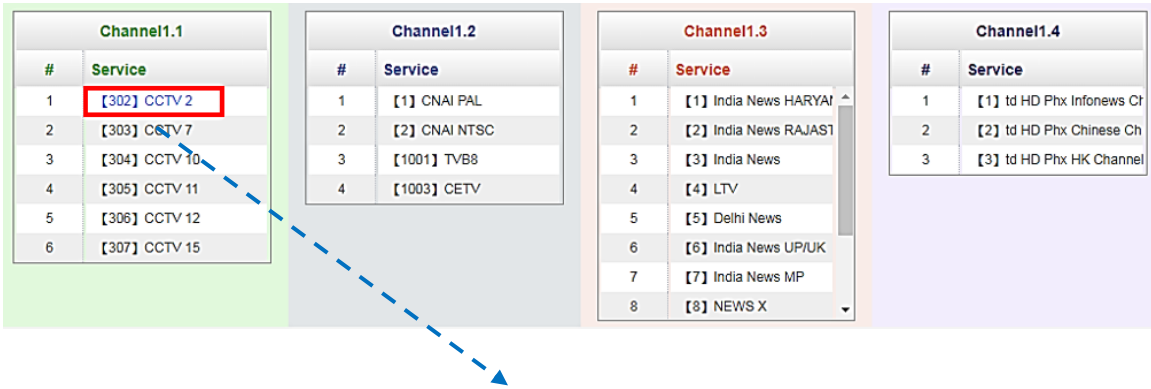 Channel1.1
# Service
1 【302】CCTV 2
2 【303】CCTV 7
3 【304】CCTV 10
4 【305】CCTV 11
5 【306】CCTV 12
6 【307】CCTV 15
Channel1.2
# Service
1 【1】CNAI PAL
2 【2】CNAI NTSC
3 【1001】TVB8
4 【1003】CETV
Channel1.3
# Service
1 【1】India News HARYAN
2 【2】India News RAJAST
3 【3】India News
4 【4】LTV
5 【5】Delhi News
6 【6】India News UP/UK
7 【7】India News MP
8 【8】NEWS X
Channel1.4
# Service
1 【1】td HD Phx Infonews Ch
2 【2】td HD Phx Chinese Ch
3 【3】td HD Phx HK Channel